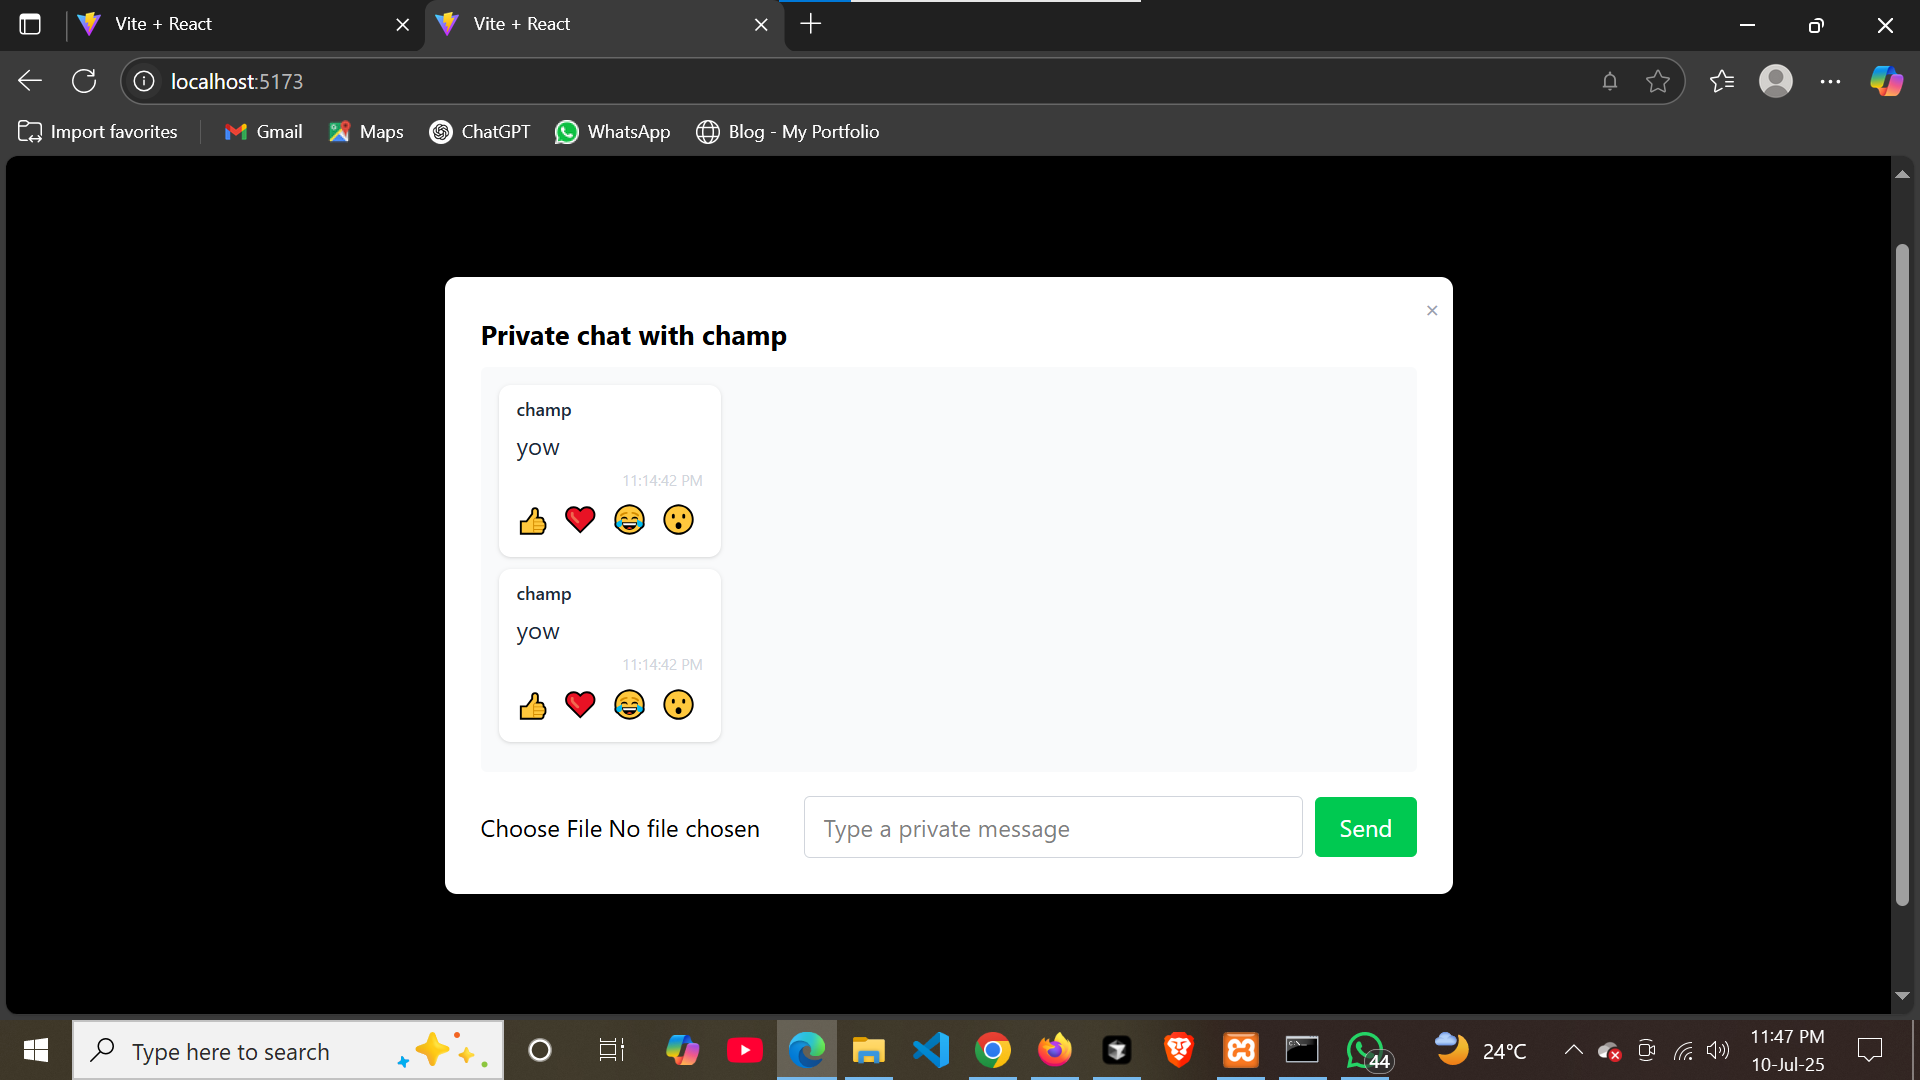 Vite + React
Vite + React
localhost:5173
Import favorites
Gmail
Maps
ChatGPT
WhatsApp
Blog - My Portfolio
Private chat with champ
champ
yow
11:14:42 PM
champ
yow
11:14:42 PM
Choose File No file chosen
Type a private message
Send
Type here to search
44
24°C
11:47 PM
10-Jul-25